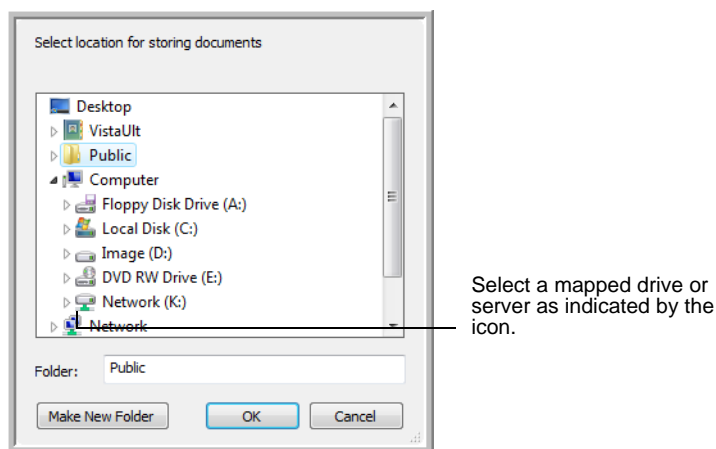 Select location for storing documents
Desktop
VistaUlt
Public
Computer
Floppy Disk Drive (A:)
Local Disk (C:)
Image (D:)
DVD RW Drive (E:)
Network (K:)
Network
Select a mapped drive or
server as indicated by the
icon.
Folder: Public
Make New Folder OK Cancel